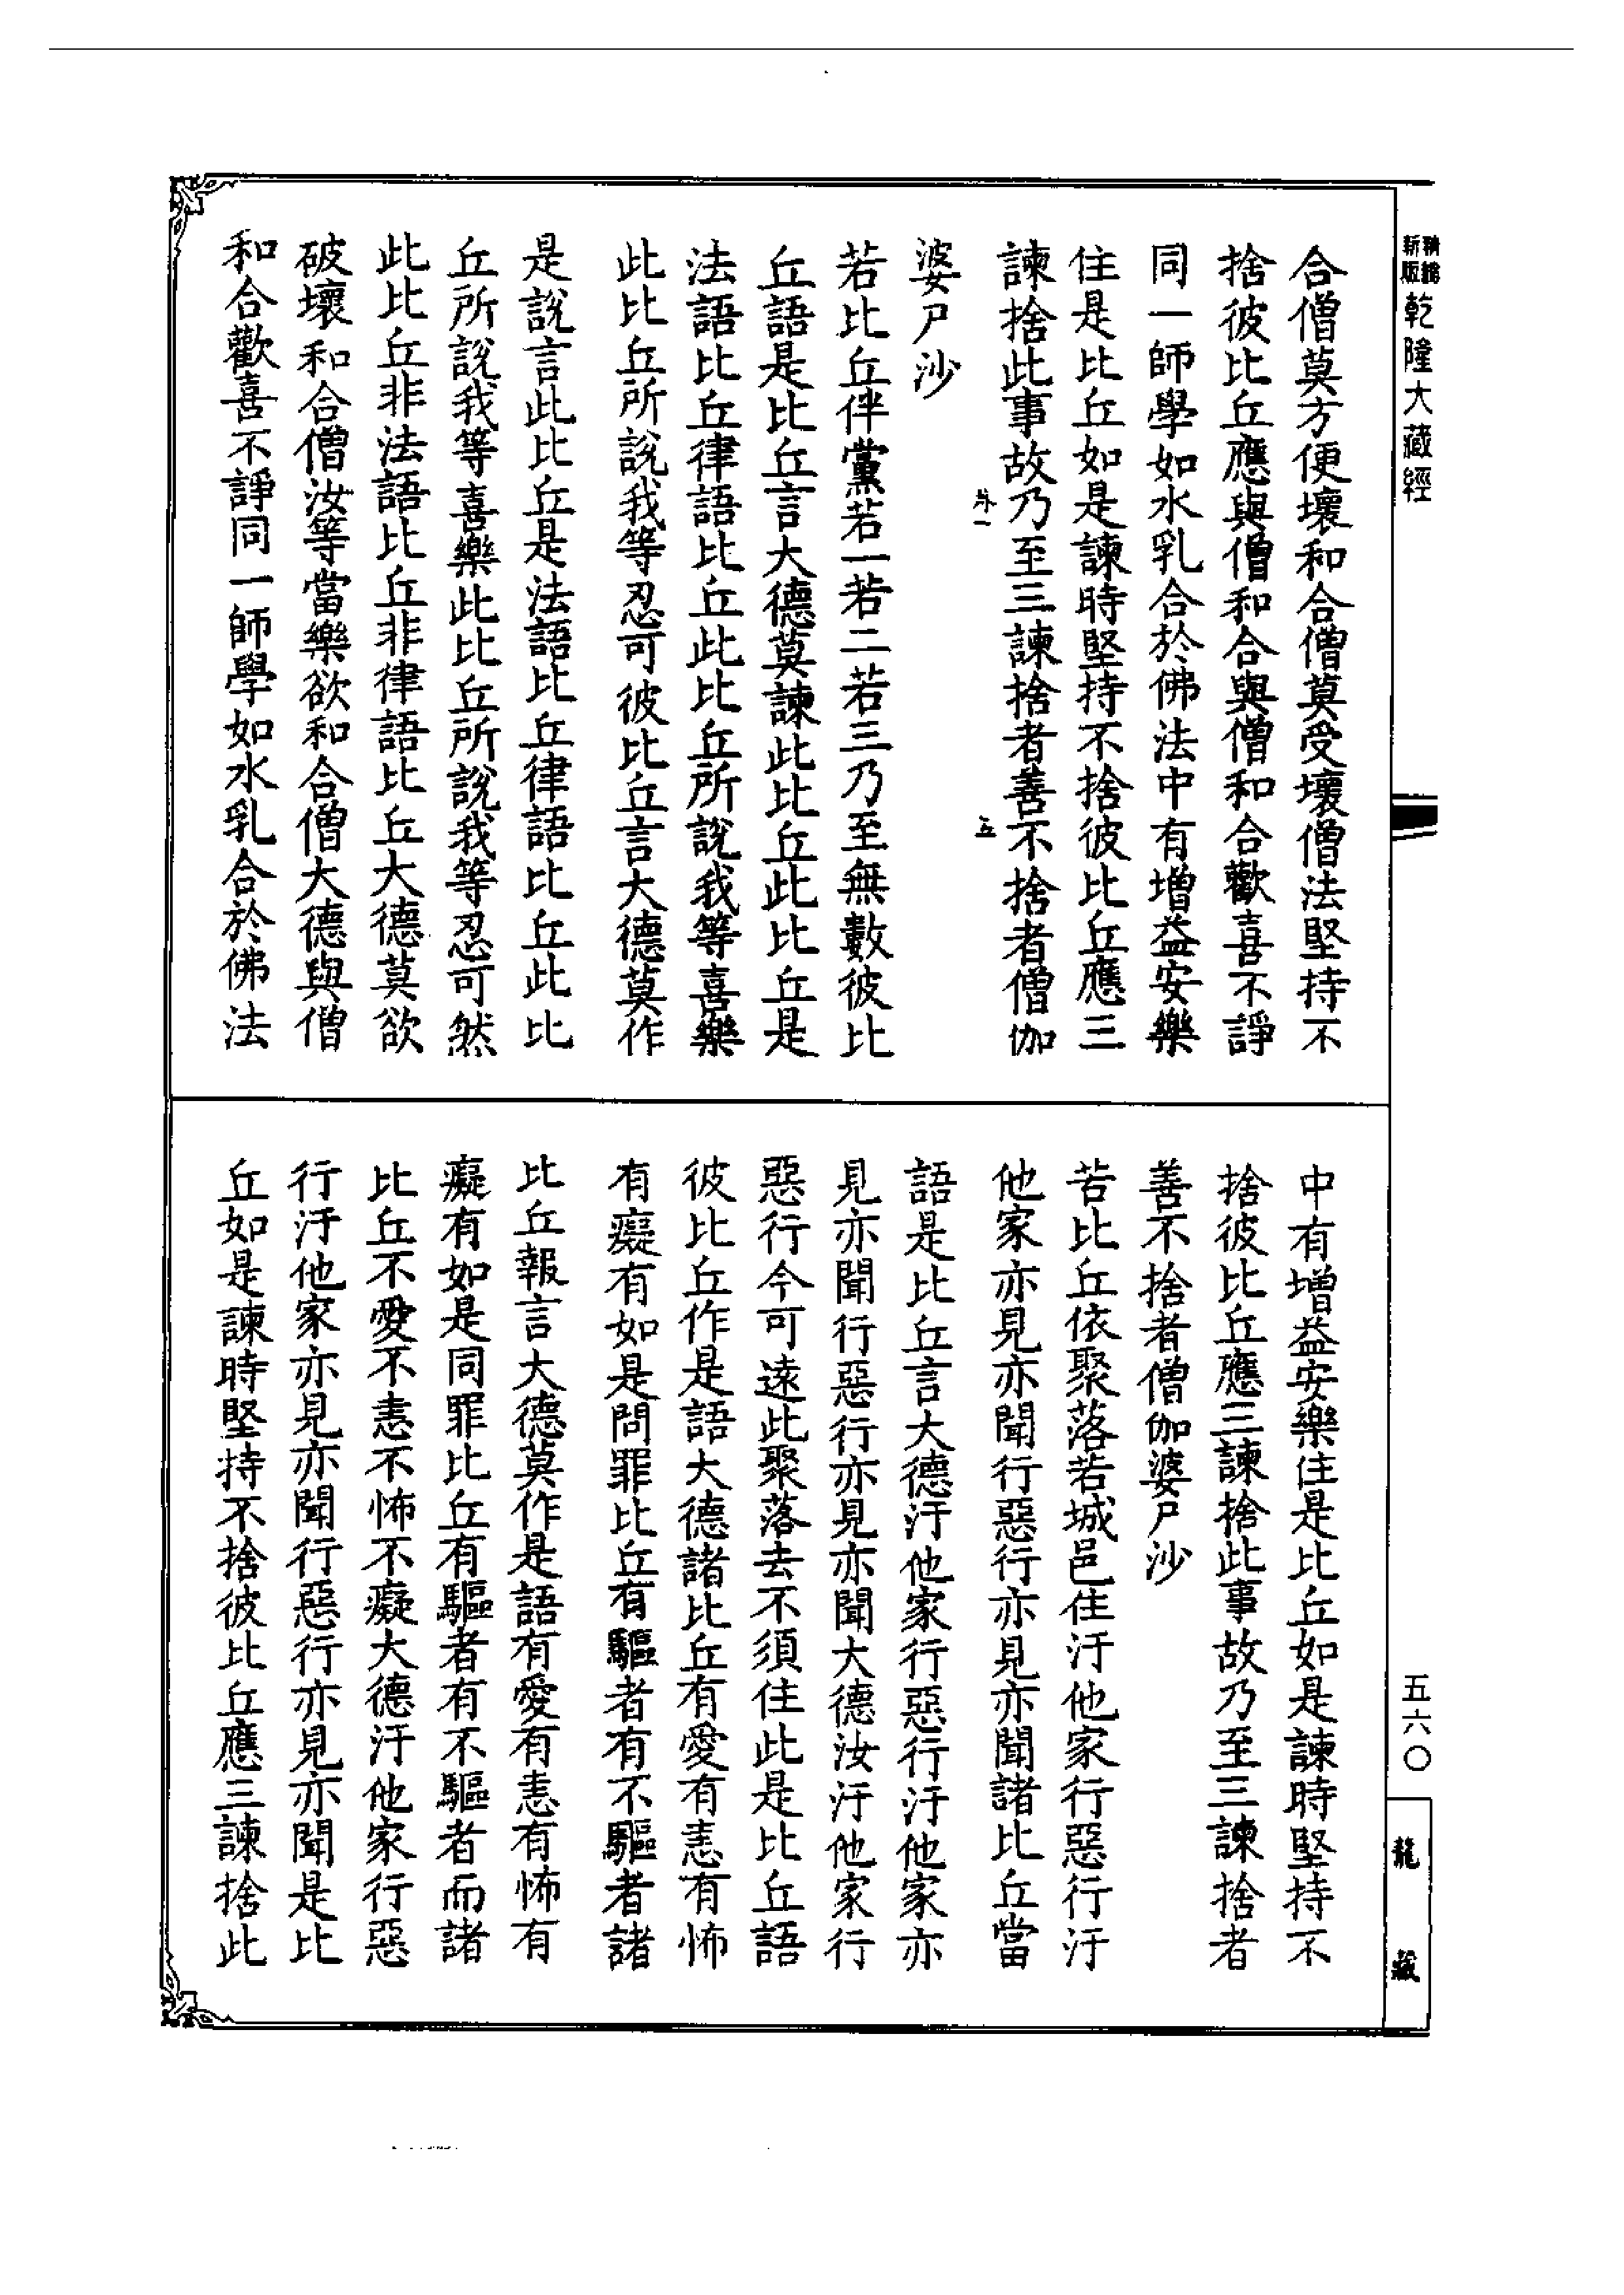 精繕
新版
乾隆大藏經
合僧莫方便壞和合僧莫受壞僧法堅持不
捨彼比丘應與僧和合與僧和合歡喜不諍
同一師學如水乳合於佛法中有增益安樂
住是比丘如是諫時堅持不捨彼比丘應三
諫捨此事故乃至三諫捨者善不捨者僧伽
外一
五
婆尸沙
若比丘伴黨若一若二若三乃至無數彼比
丘語是比丘言大德莫諫此比丘此比丘是
法語比丘律語比丘此比丘所說我等喜樂
此比丘所說我等忍可彼比丘言大德莫作
是說言此比丘是法語比丘律語比丘此比
丘所說我等喜樂此比丘所說我等忍可然
此比丘非法語比丘非律語比丘大德莫欲
破壞和合僧汝等當樂欲和合僧大德與僧
和合歡喜不諍同一師學如水乳合於佛法
中有增益安樂住是比丘如是諫時堅持不
捨彼比丘應三諫捨此事故乃至三諫捨者
善不捨者僧伽婆尸沙
若比丘依聚落若城邑住汙他家行惡行汙
他家亦見亦聞行惡行亦見亦聞諸比丘當
語是比丘言大德汙他家行惡行汙他家亦
見亦聞行惡行亦見亦聞大德汝汙他家行
惡行今可遠此聚落去不須住此是比丘語
彼比丘作是語大德諸比丘有愛有恚有怖
有癡有如是問罪比丘有驅者有不驅者諸
比丘報言大德莫作是語有愛有恚有怖有
癡有如是同罪比丘有驅者有不驅者而諸
比丘不愛不恚不怖不癡大德汙他家行惡
行汙他家亦見亦聞行惡行亦見亦聞是比
丘如是諫時堅持不捨彼比丘應三諫捨此
五六〇
龍藏